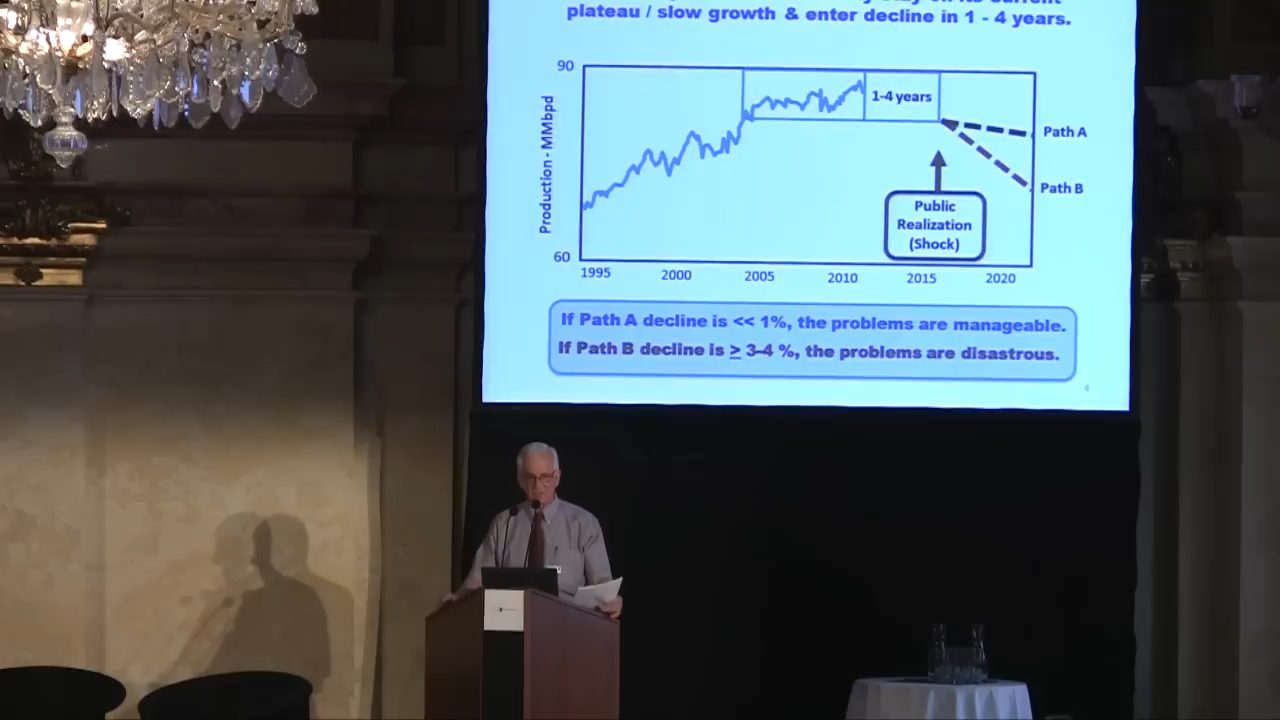 plateau / slow growth & enter decline in 1 - 4 years.
90
Production - MMbpd
1-4 years
Path A
Path B
Public
Realization
(Shock)
60
1995 2000 2005 2010 2015 2020
If Path A decline is << 1%, the problems are manageable.
If Path B decline is ≥ 3-4 %, the problems are disastrous.
4